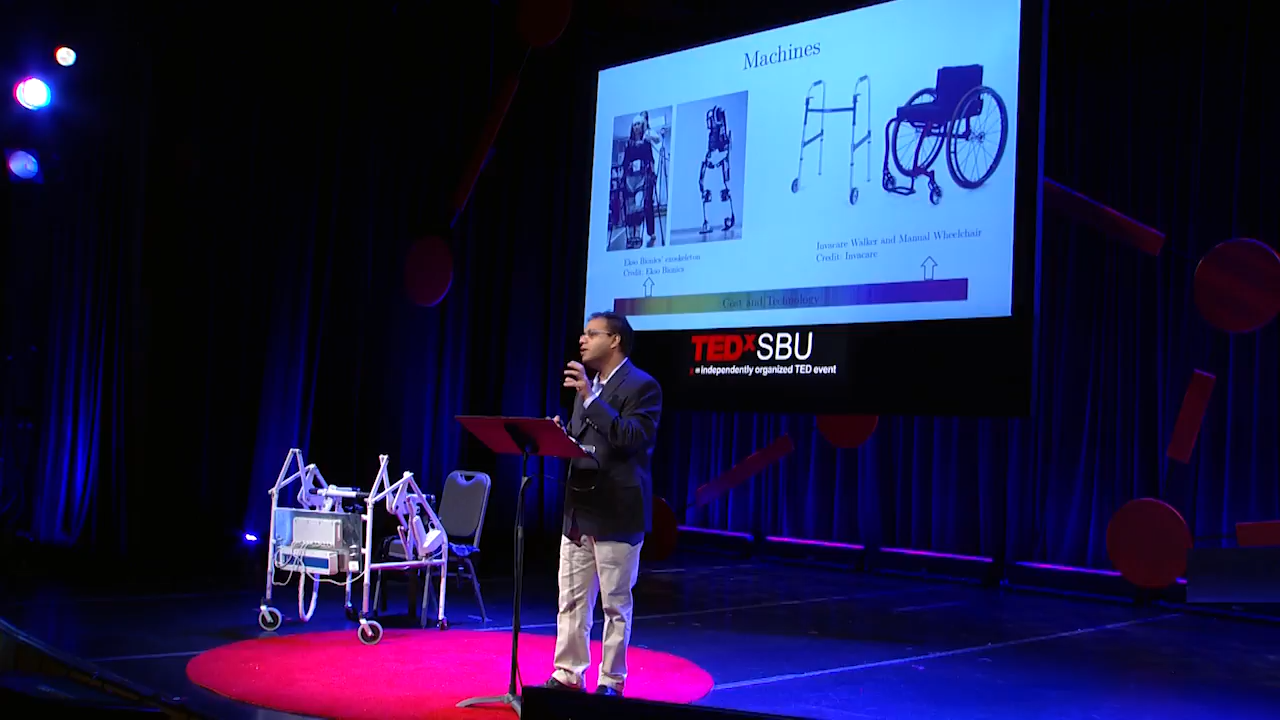 Machines
Ekso Bionics' exoskeleton
Credit: Ekso Bionics
Invacare Walker and Manual Wheelchair
Credit: Invacare
Cost and Technology
TEDxSBU
x = independently organized TED event